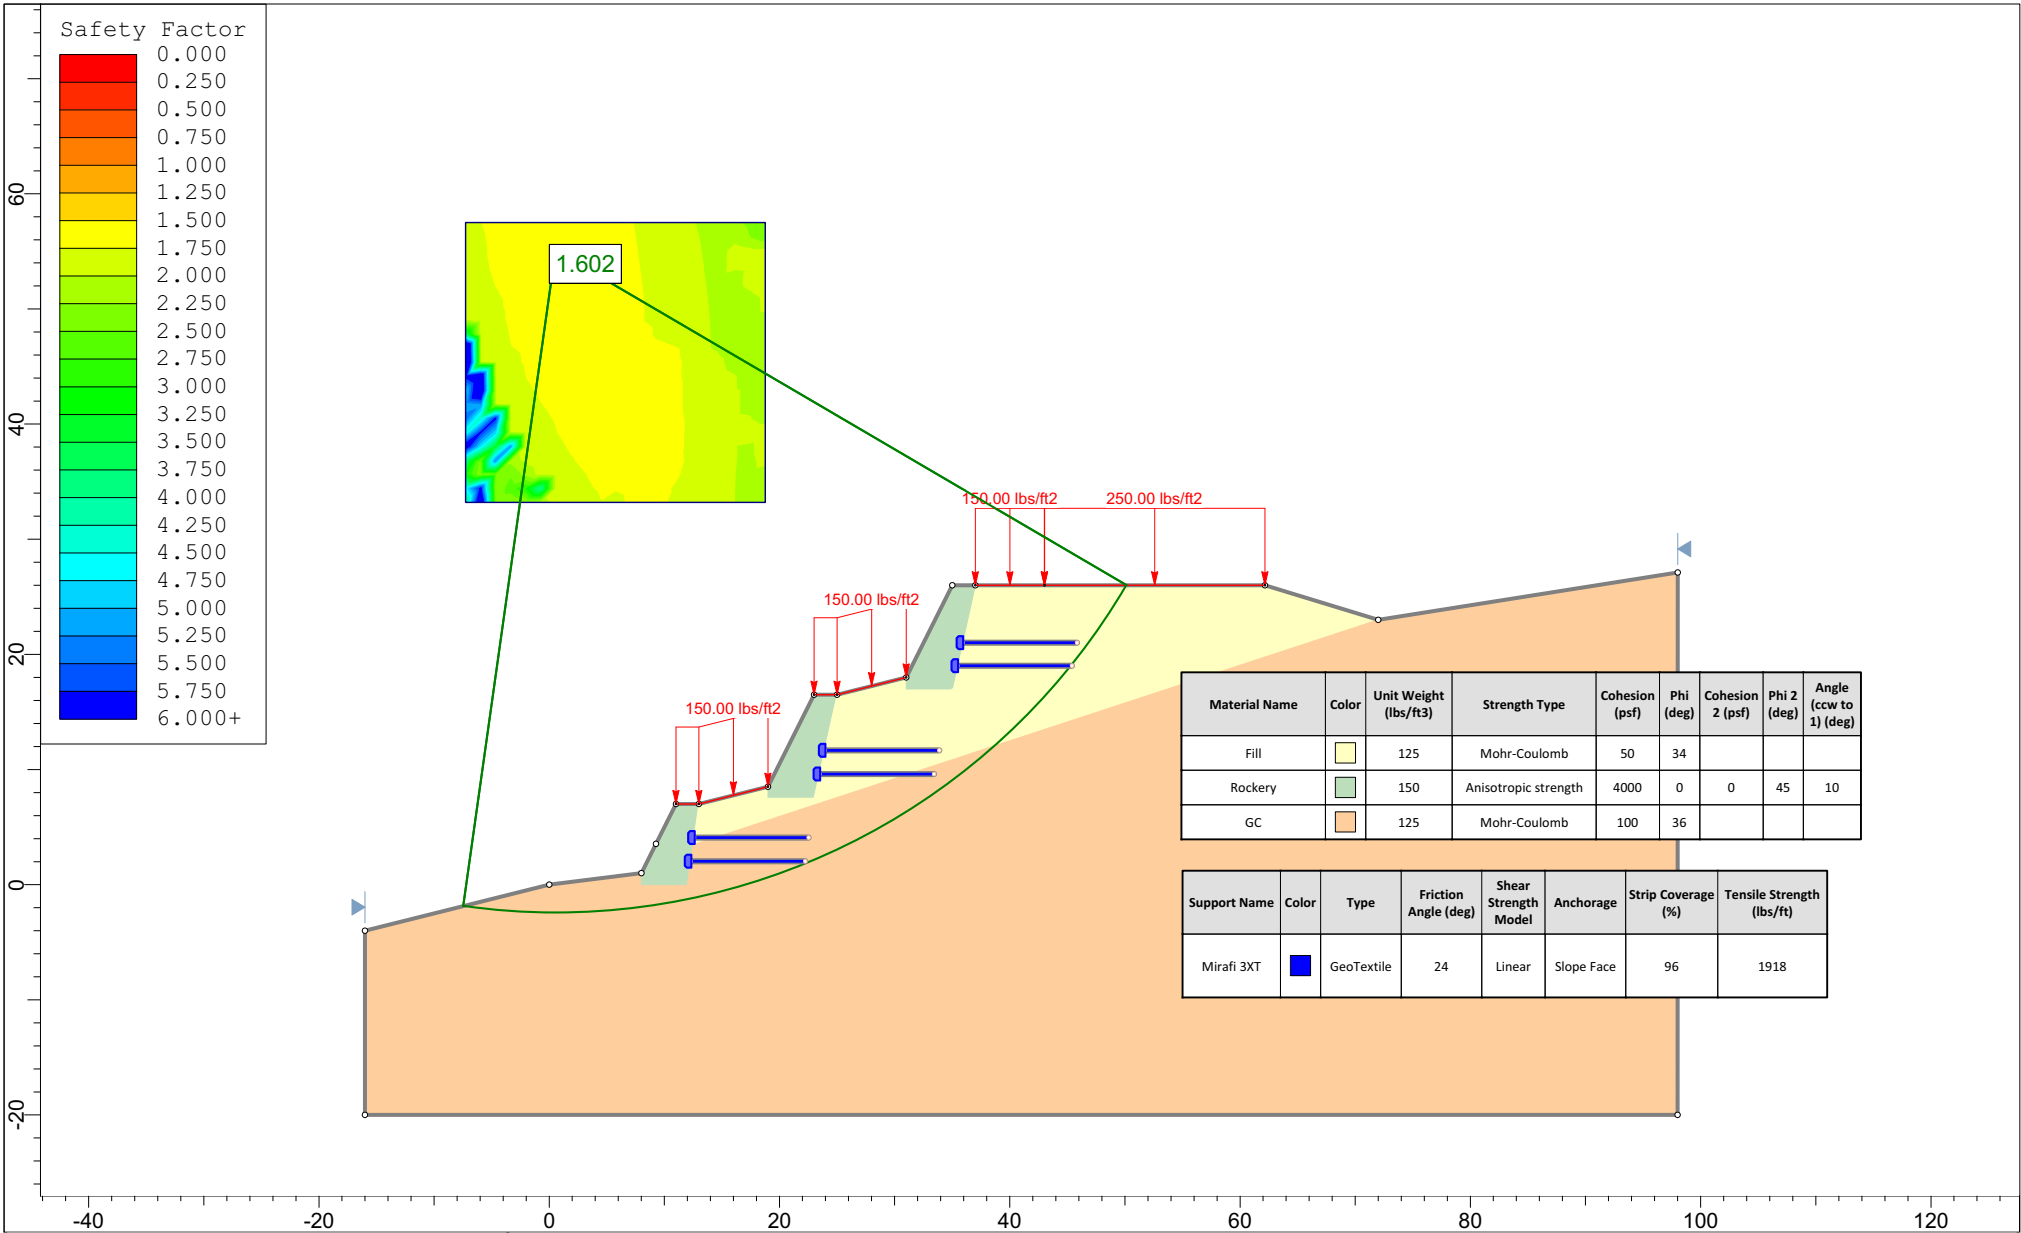 Safety Factor
0.000
0.250
0.500
0.750
1.000
1.250
1.500
1.750
2.000
2.250
2.500
2.750
3.000
3.250
3.500
3.750
4.000
4.250
4.500
4.750
5.000
5.250
5.500
5.750
6.000+
1.602
150.00 lbs/ft2
250.00 lbs/ft2
150.00 lbs/ft2
150.00 lbs/ft2
Material Name Color Unit Weight (lbs/ft3) Strength Type Cohesion (psf) Phi (deg) Cohesion 2 (psf) Phi 2 (deg) Angle (ccw to 1) (deg)
Fill 125 Mohr-Coulomb 50 34
Rockery 150 Anisotropic strength 4000 0 0 45 10
GC 125 Mohr-Coulomb 100 36
Support Name Color Type Friction Angle (deg) Shear Strength Model Anchorage Strip Coverage (%) Tensile Strength (lbs/ft)
Mirafi 3XT GeoTextile 24 Linear Slope Face 96 1918
60
40
20
0
-20
-40 -20 0 20 40 60 80 100 120